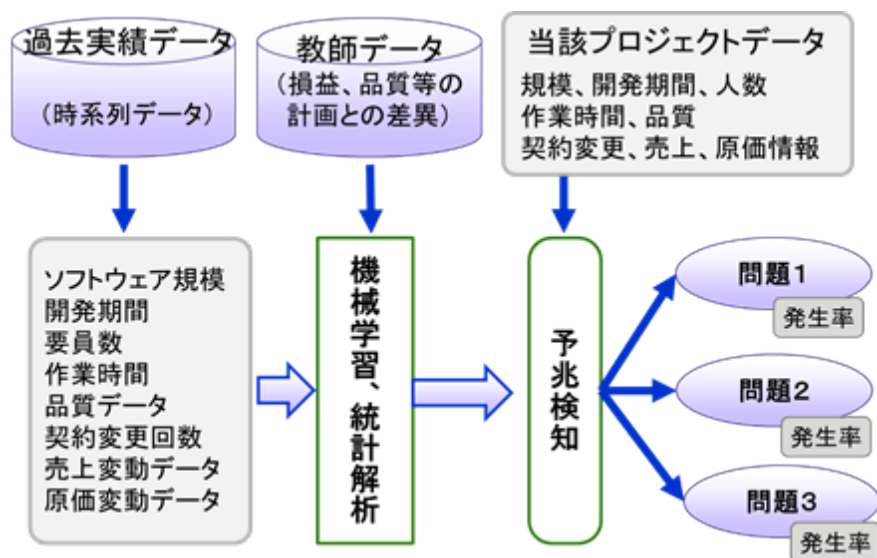 過去実績データ
（時系列データ）
教師データ
（損益、品質等の
計画との差異）
当該プロジェクトデータ
規模、開発期間、人数
作業時間、品質
契約変更、売上、原価情報
ソフトウェア規模
開発期間
要員数
作業時間
品質データ
契約変更回数
売上変動データ
原価変動データ
機械学習、統計解析
予兆検知
問題１
発生率
問題２
発生率
問題３
発生率